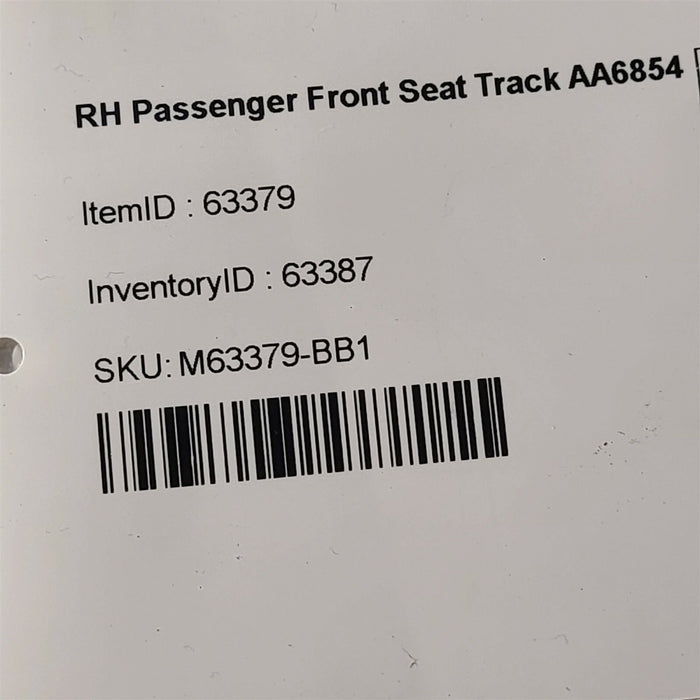 RH Passenger Front Seat Track AA6854
ItemID : 63379
InventoryID : 63387
SKU: M63379-BB1